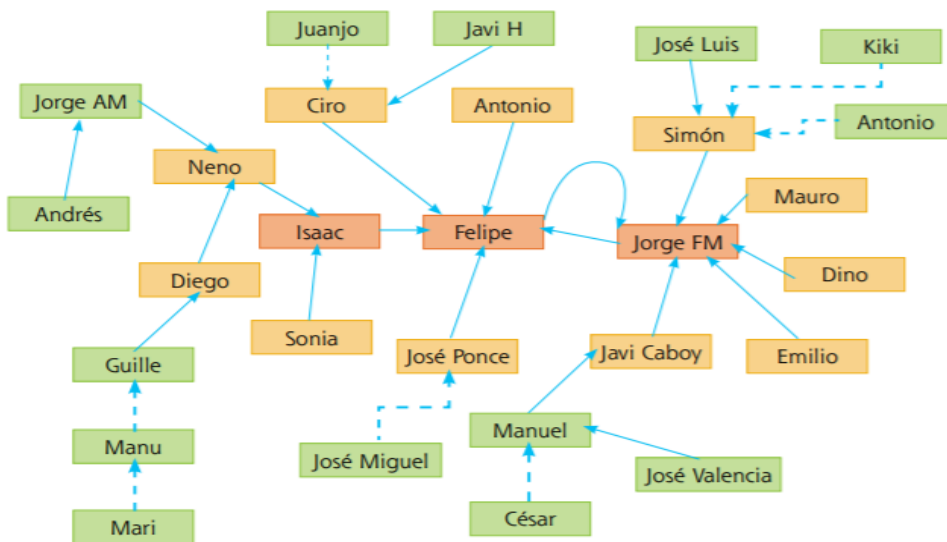 Juanjo
Javi H
José Luis
Kiki
Jorge AM
Ciro
Antonio
Simón
Antonio
Neno
Mauro
Andrés
Isaac
Felipe
Jorge FM
Diego
Dino
Sonia
José Ponce
Javi Caboy
Emilio
Guille
Manu
José Miguel
Manuel
José Valencia
Mari
César